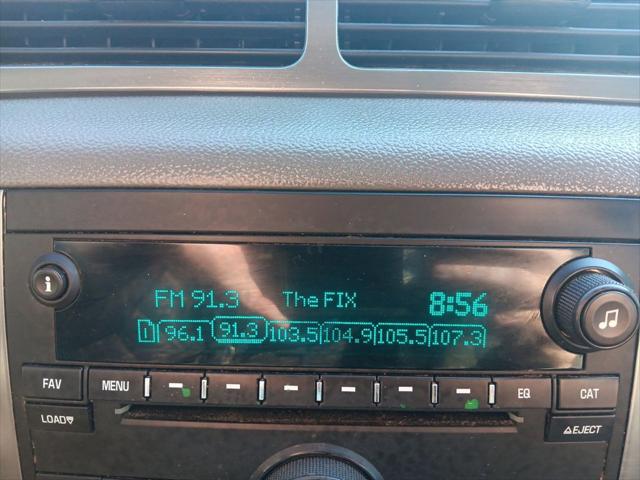 FM 91.3 The FIX 8:56
1 96.1 91.3 103.5 104.9 105.5 107.3
i
FAV MENU EQ CAT
LOAD EJECT